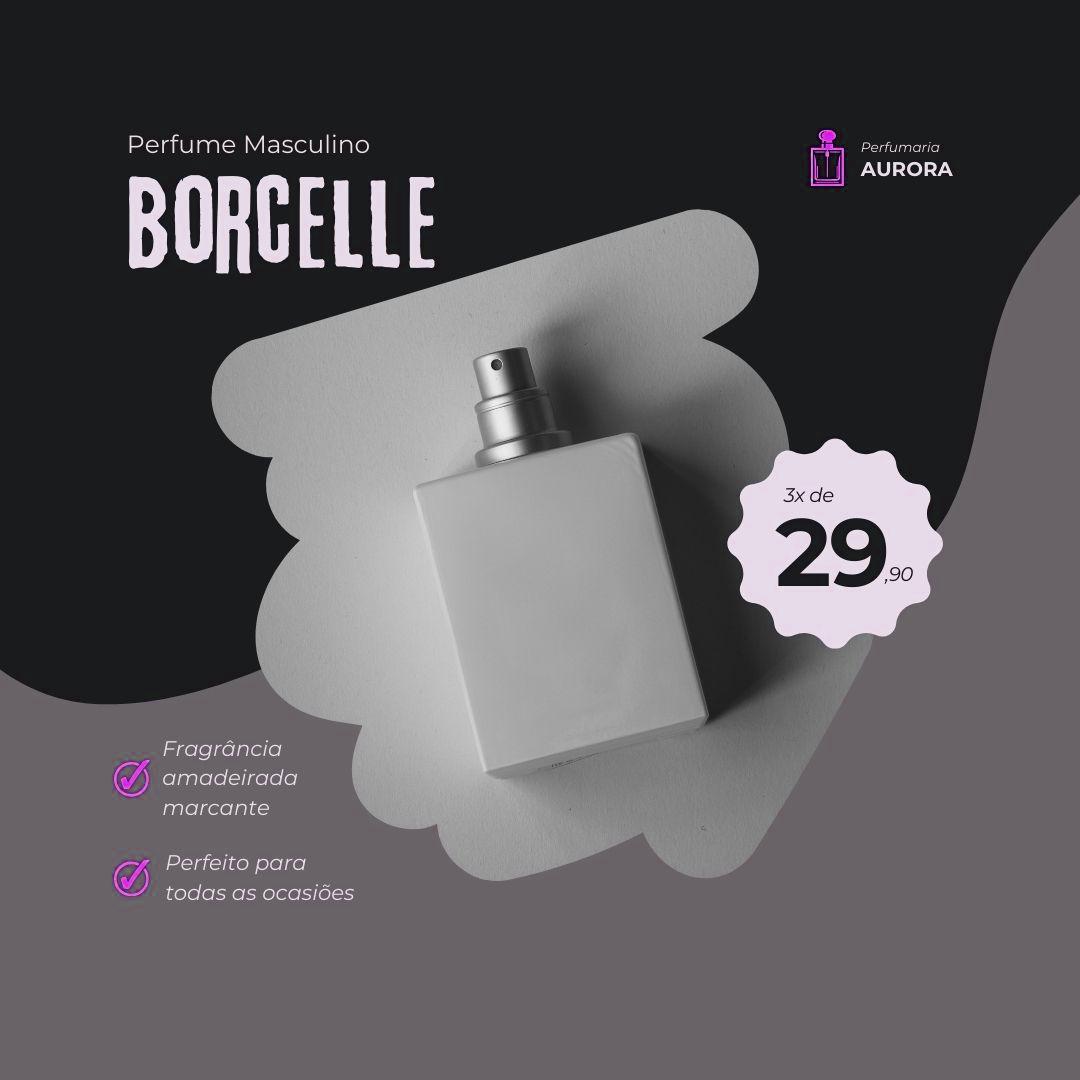 Perfume Masculino
BORCELLE
Perfumaria
AURORA
3x de
29,90
Fragrância
amadeirada
marcante
Perfeito para
todas as ocasiões